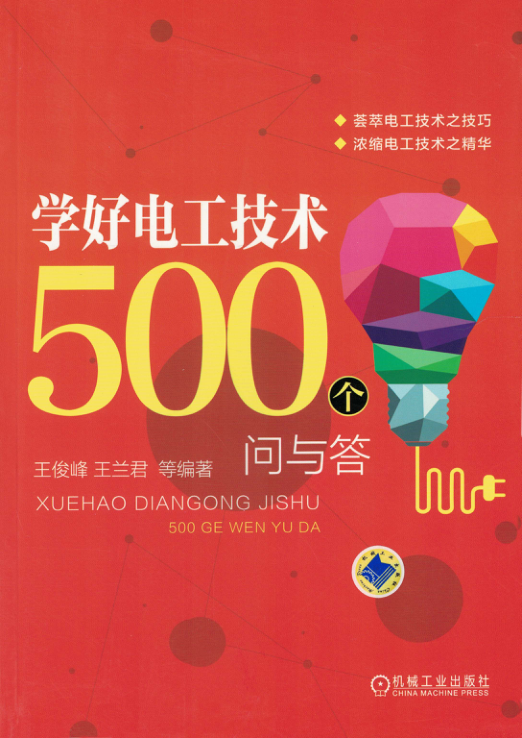 ◆ 荟萃电工技术之技巧
◆ 浓缩电工技术之精华
学好电工技术
500个
问与答
王俊峰 王兰君 等编著
XUEHAO DIANGONG JISHU
500 GE WEN YU DA
机械工业出版社
CHINA MACHINE PRESS